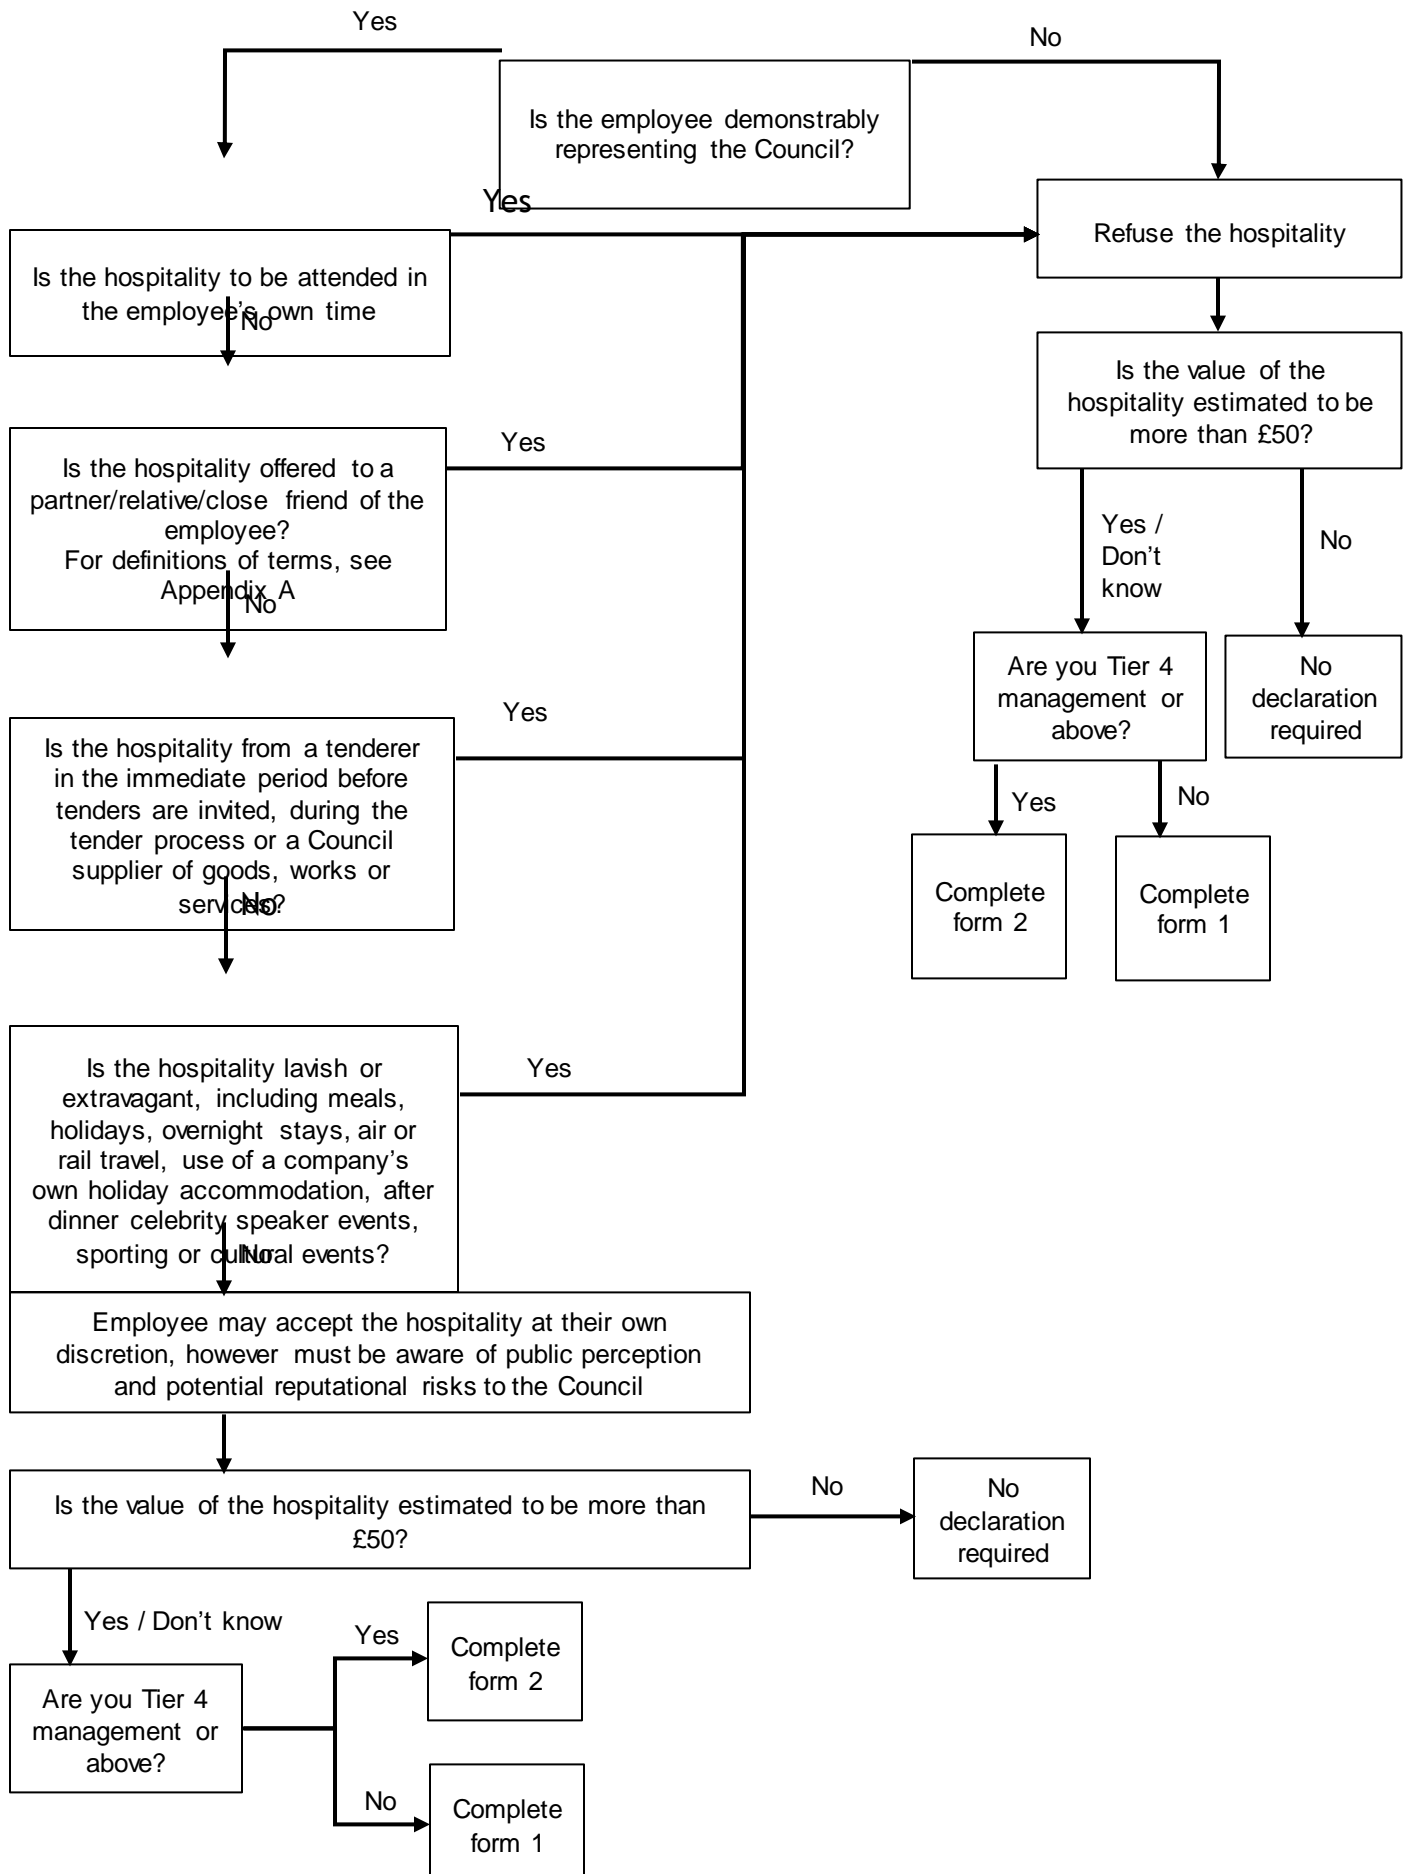 Yes
No
Is the employee demonstrably
representing the Council?
Yes
Refuse the hospitality
Is the hospitality to be attended in
the employee's own time
No
Is the value of the
hospitality estimated to be
more than £50?
Yes
Is the hospitality offered to a
partner/relative/close friend of the
employee?
For definitions of terms, see
Appendix A
No
Yes /
Don't
know
No
Are you Tier 4
management or
above?
No
declaration
required
Yes
Is the hospitality from a tenderer
in the immediate period before
tenders are invited, during the
tender process or a Council
supplier of goods, works or
services?
No
Yes
No
Complete
form 2
Complete
form 1
Is the hospitality lavish or
extravagant, including meals,
holidays, overnight stays, air or
rail travel, use of a company's
own holiday accommodation, after
dinner celebrity speaker events,
sporting or cultural events?
No
Yes
Employee may accept the hospitality at their own
discretion, however must be aware of public perception
and potential reputational risks to the Council
Is the value of the hospitality estimated to be more than
£50?
No
No
declaration
required
Yes / Don't know
Are you Tier 4
management or
above?
Yes
Complete
form 2
No
Complete
form 1